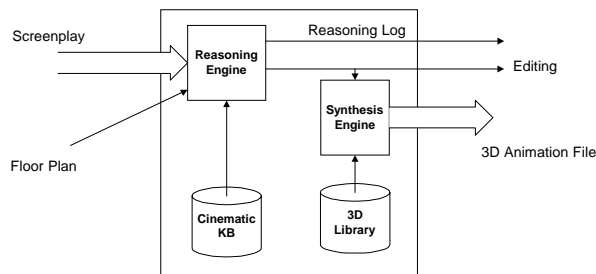 Screenplay
Reasoning Log
Reasoning
Engine
Editing
Synthesis
Engine
3D Animation File
Floor Plan
Cinematic
KB
3D
Library